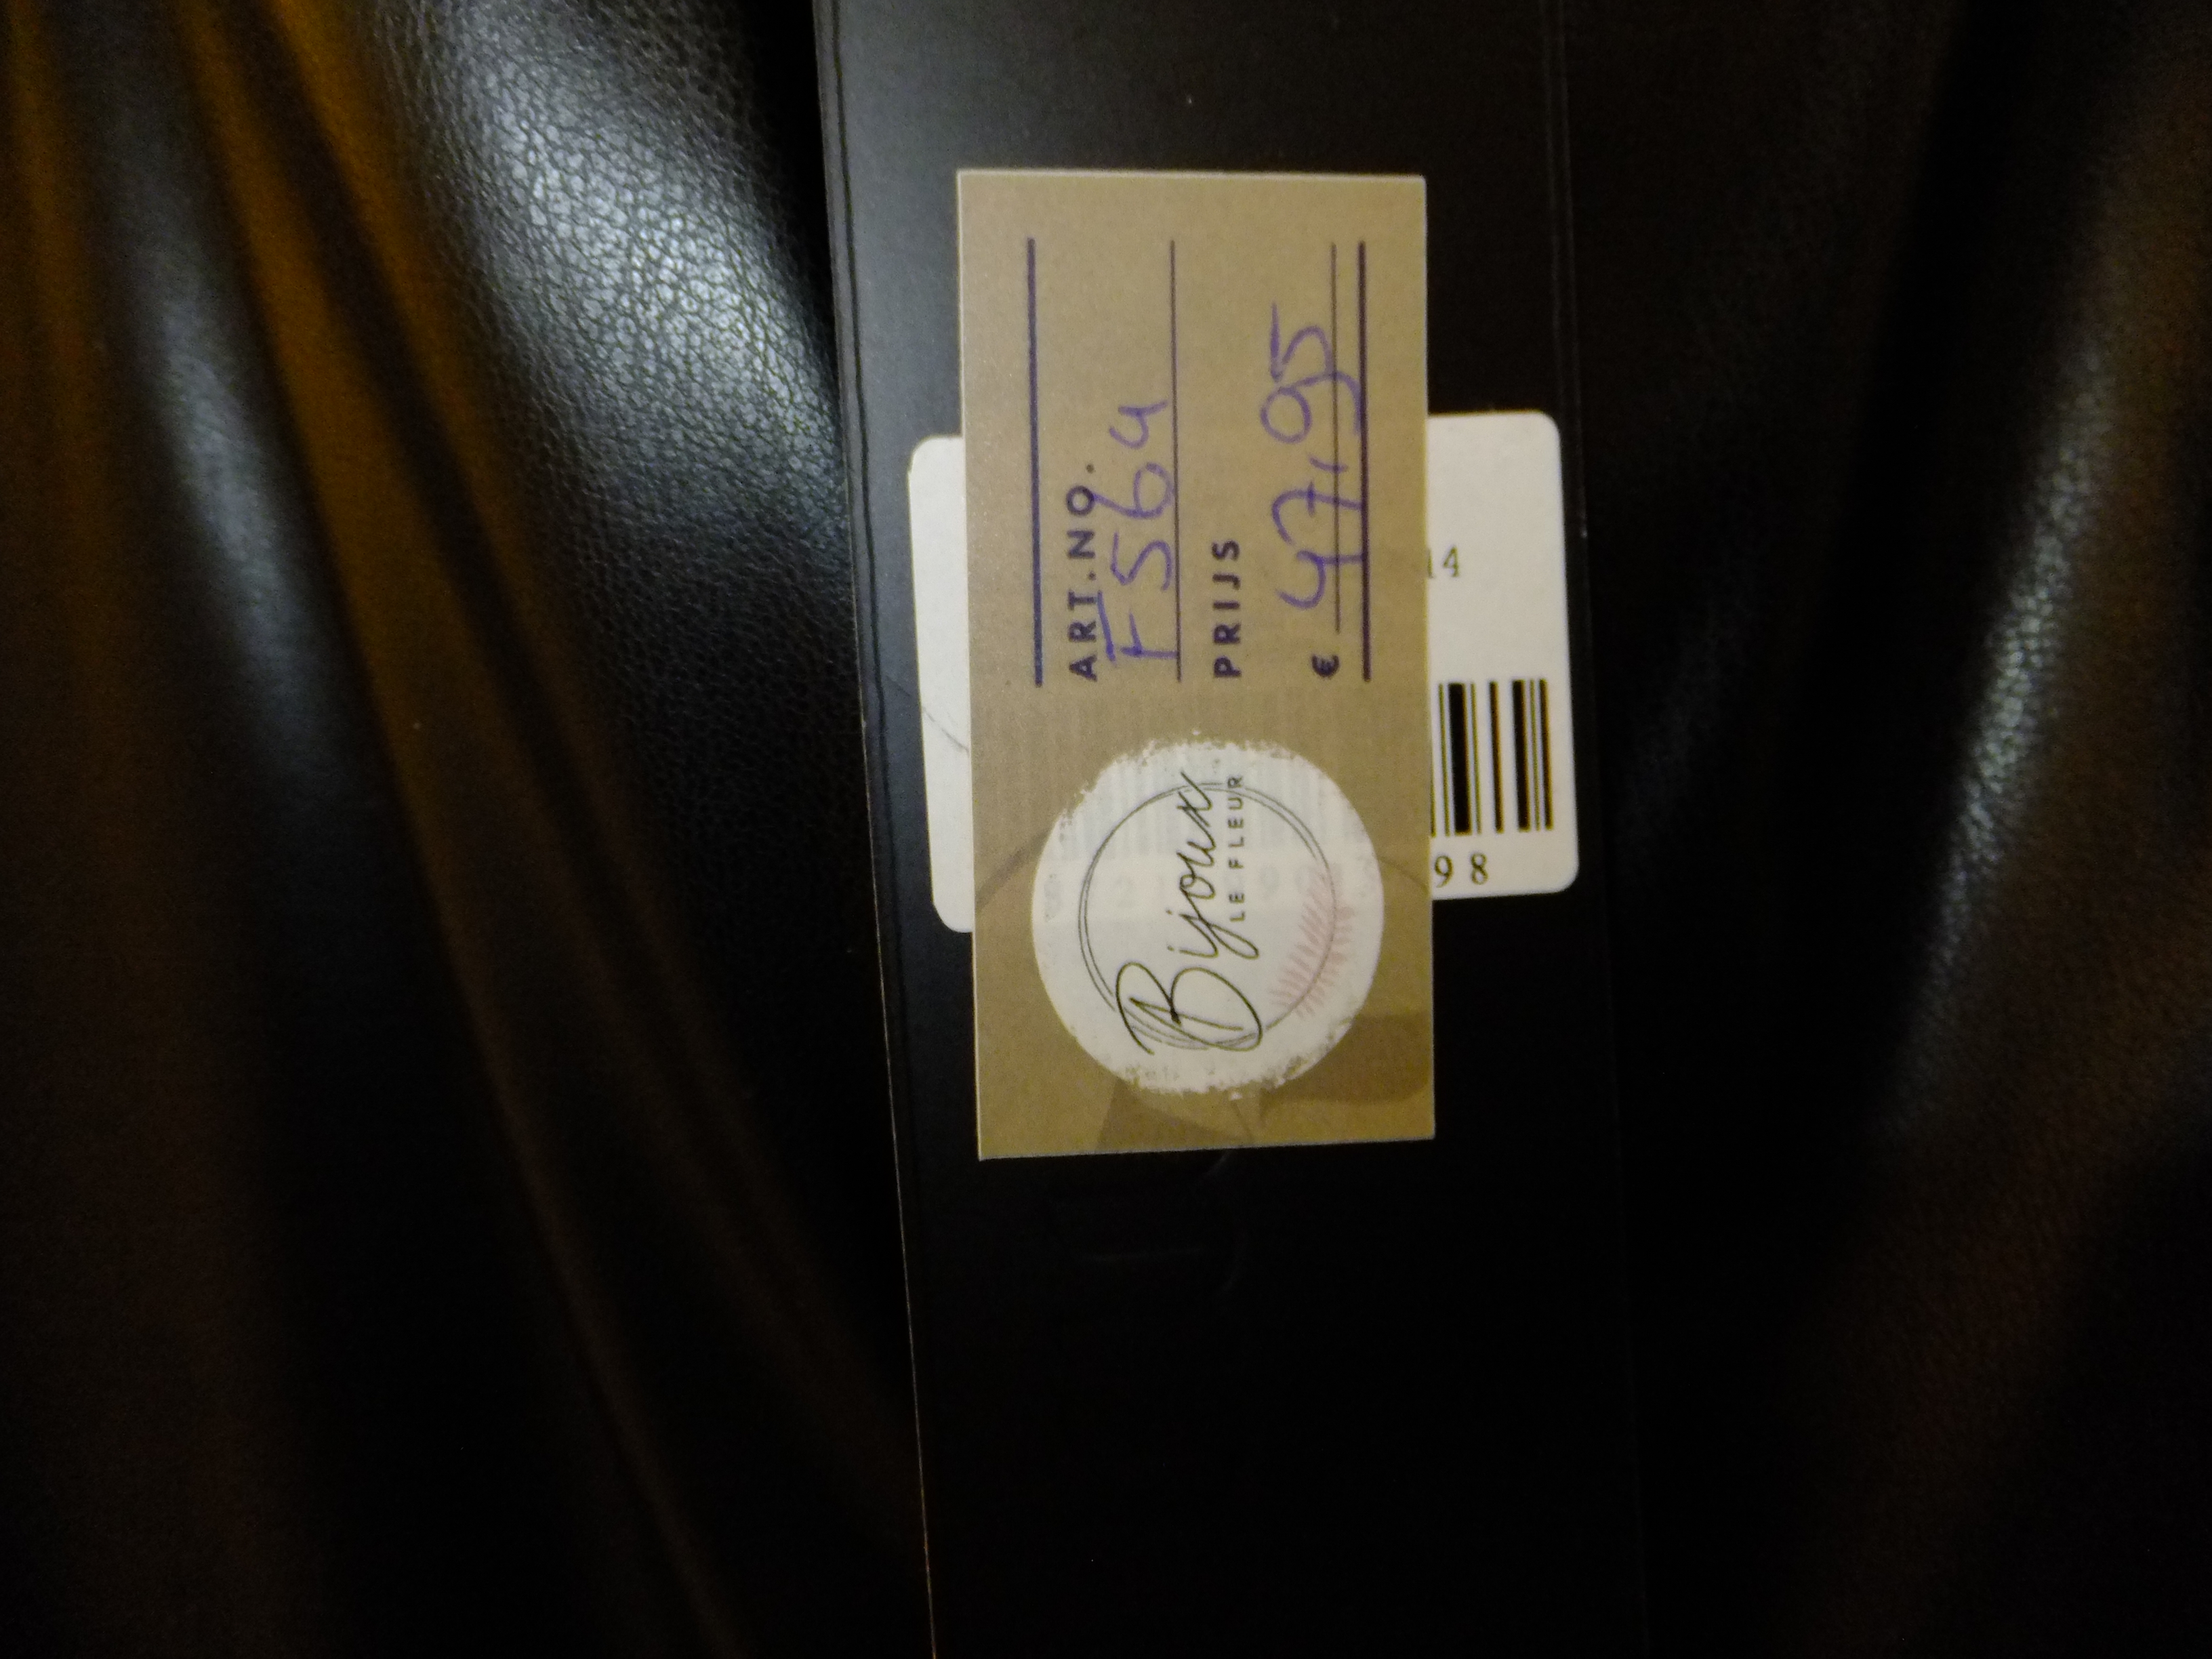 Bijoux
LE FLEUR
ART.NO.
F564
PRIJS
€ 47,95
14
98